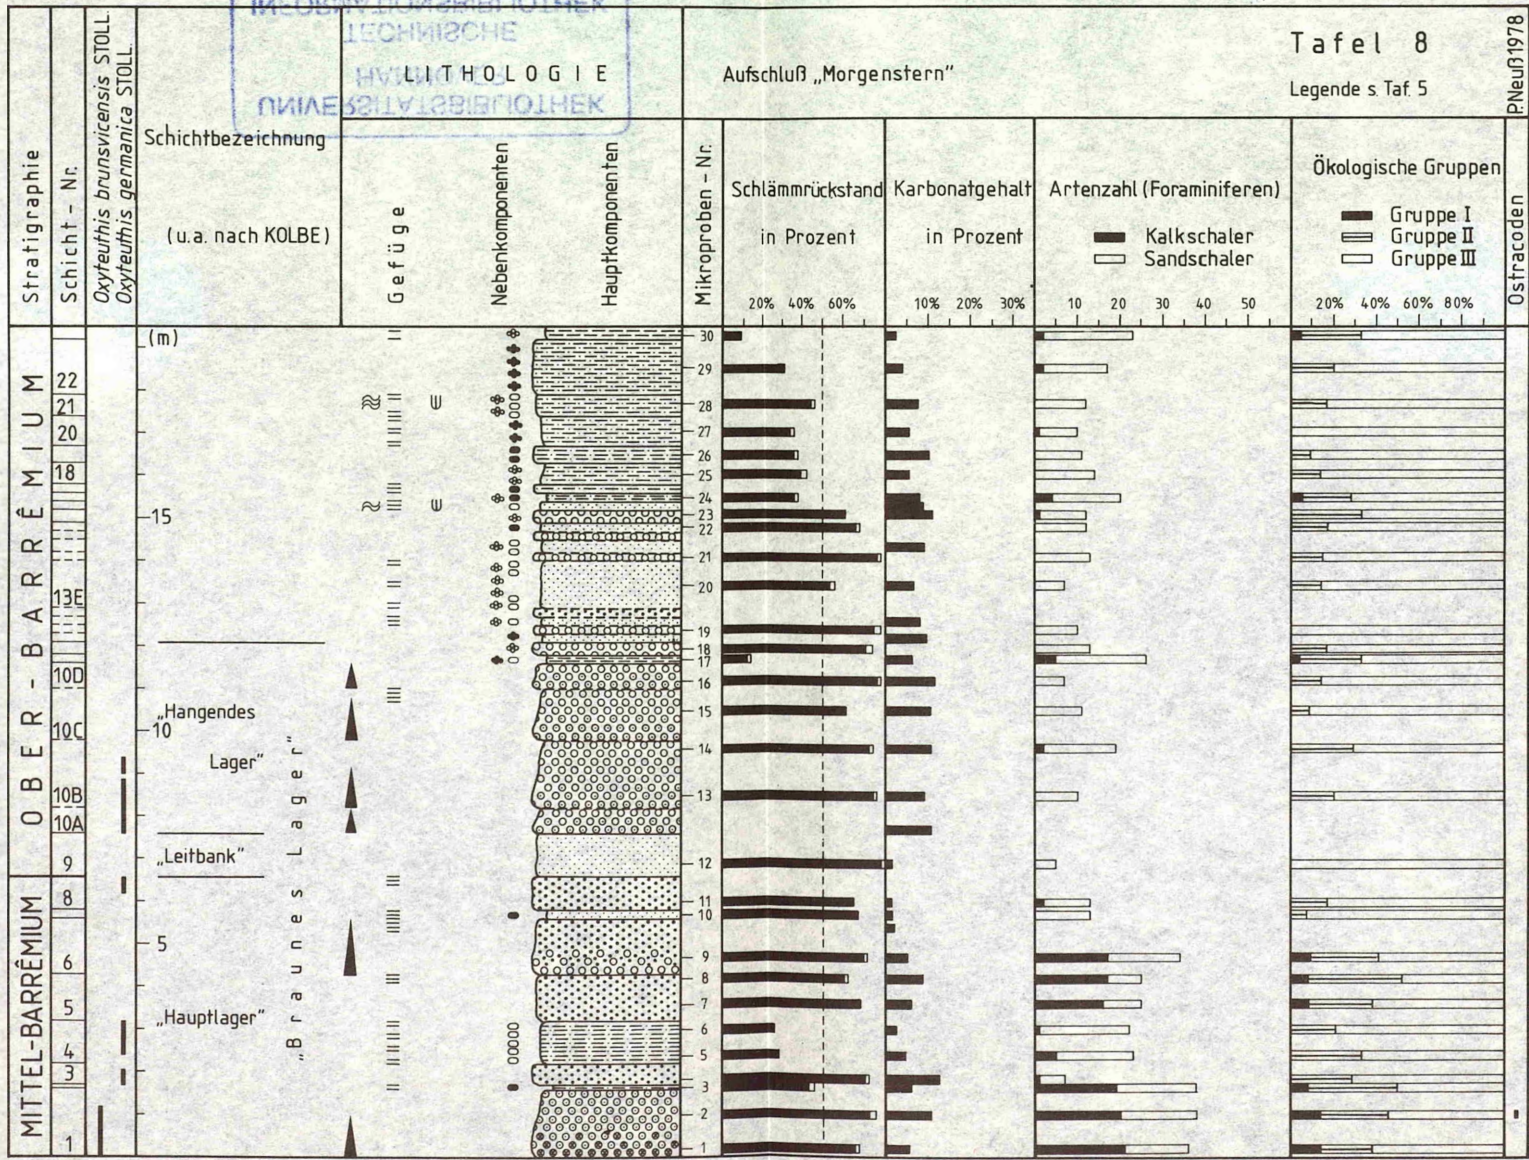 INFORMATIONSBIBLIOTHEK
TECHNISCHE
HANNOVER
UNIVERSITÄTSBIBLIOTHEK
LITHOLOGIE
Aufschluß „Morgenstern”
Tafel 8
Legende s. Taf. 5
P.Neuß1978
Stratigraphie
Schicht - Nr.
Oxyteuthis brunsvicensis STOLL.
Oxyteuthis germanica STOLL.
Schichtbezeichnung
(u.a. nach KOLBE)
Gefüge
Nebenkomponenten
Hauptkomponenten
Mikroproben - Nr.
Schlämmrückstand
in Prozent
20% 40% 60%
Karbonatgehalt
in Prozent
10% 20% 30%
Artenzahl (Foraminiferen)
Kalkschaler
Sandschaler
10 20 30 40 50
Ökologische Gruppen
Gruppe I
Gruppe II
Gruppe III
20% 40% 60% 80%
Ostracoden
OBER - BARRÊMIUM
MITTEL-BARRÊMIUM
22
21
20
18
13E
10D
10C
10B
10A
9
8
6
5
4
3
1
(m)
15
10
5
„Hangendes
Lager”
„Leitbank”
„Hauptlager”
„Braunes Lager”
30
29
28
27
26
25
24
23
22
21
20
19
18
17
16
15
14
13
12
11
10
9
8
7
6
5
3
2
1